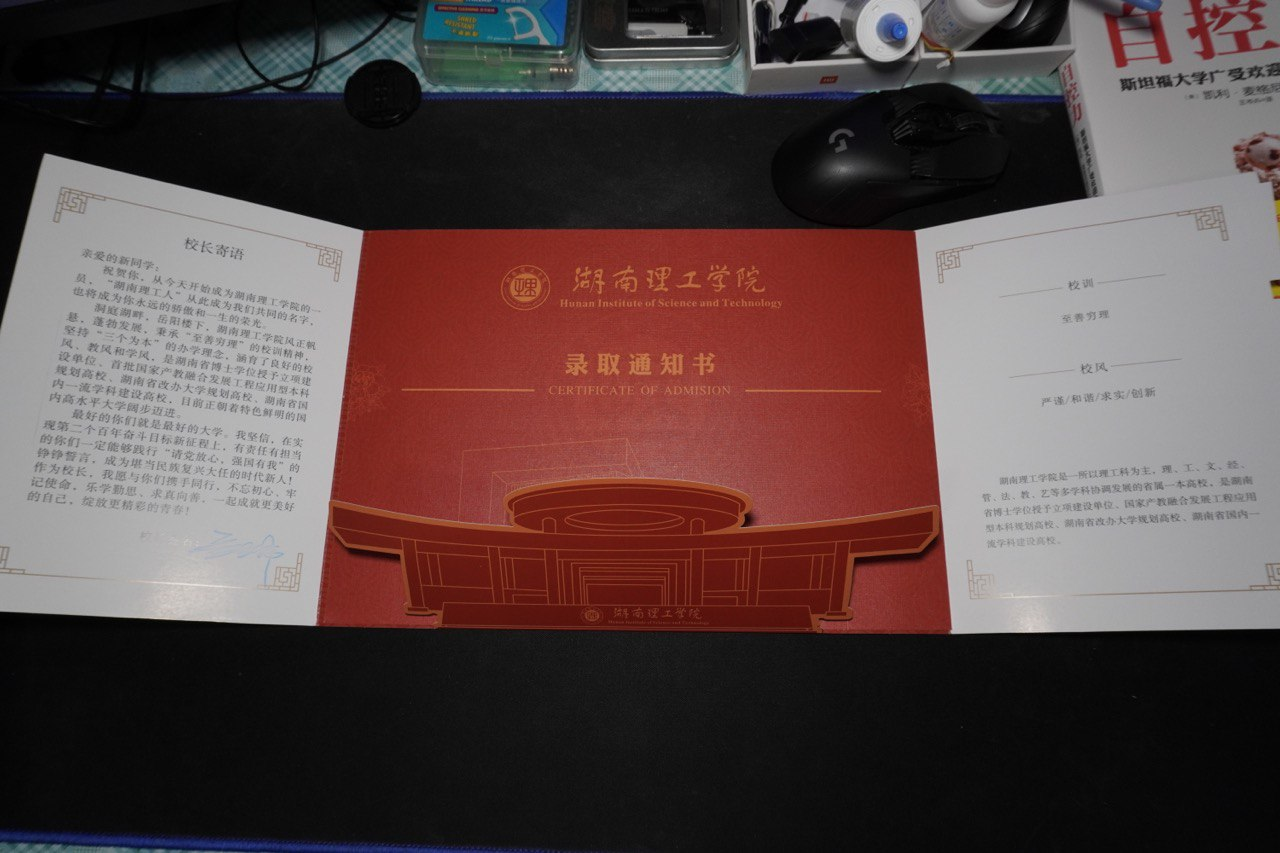 自控
斯坦福大学广受欢迎
凯利·麦格尼
自控力
G
校长寄语
亲爱的新同学:
祝贺你,从今天开始成为湖南理工学院的一
员,“湖南理工人”从此成为我们共同的名字,
也将成为你永远的骄傲和一生的荣光。
洞庭湖畔,岳阳楼下,湖南理工学院风正帆
悬,蓬勃发展,秉承“至善穷理”的校训精神,
坚持“三个为本”的办学理念,涵育了良好的校
风、教风和学风,是湖南省博士学位授予立项建
设单位、首批国家产教融合发展工程应用型本科
规划高校、湖南省改办大学规划高校、湖南省国
内一流学科建设高校,目前正朝着特色鲜明的国
内高水平大学阔步迈进。
最好的你们就是最好的大学。我坚信,在实
现第二个百年奋斗目标新征程上,有责任有担当
的你们一定能够践行“请党放心,强国有我”的
铮铮誓言,成为堪当民族复兴大任的时代新人!
作为校长,我愿与你们携手同行,不忘初心、牢
记使命,乐学勤思、求真向善,一起成就更美好
的自己,绽放更精彩的青春!
湖南理工学院
Hunan Institute of Science and Technology
录取通知书
CERTIFICATE OF ADMISION
湖南理工学院
Hunan Institute of Science and Technology
校训
至善穷理
校风
严谨/和谐/求实/创新
湖南理工学院是一所以理工科为主,理、工、文、经、
管、法、教、艺等多学科协调发展的省属一本高校,是湖南
省博士学位授予立项建设单位、国家产教融合发展工程应用
型本科规划高校、湖南省改办大学规划高校、湖南省国内一
流学科建设高校。